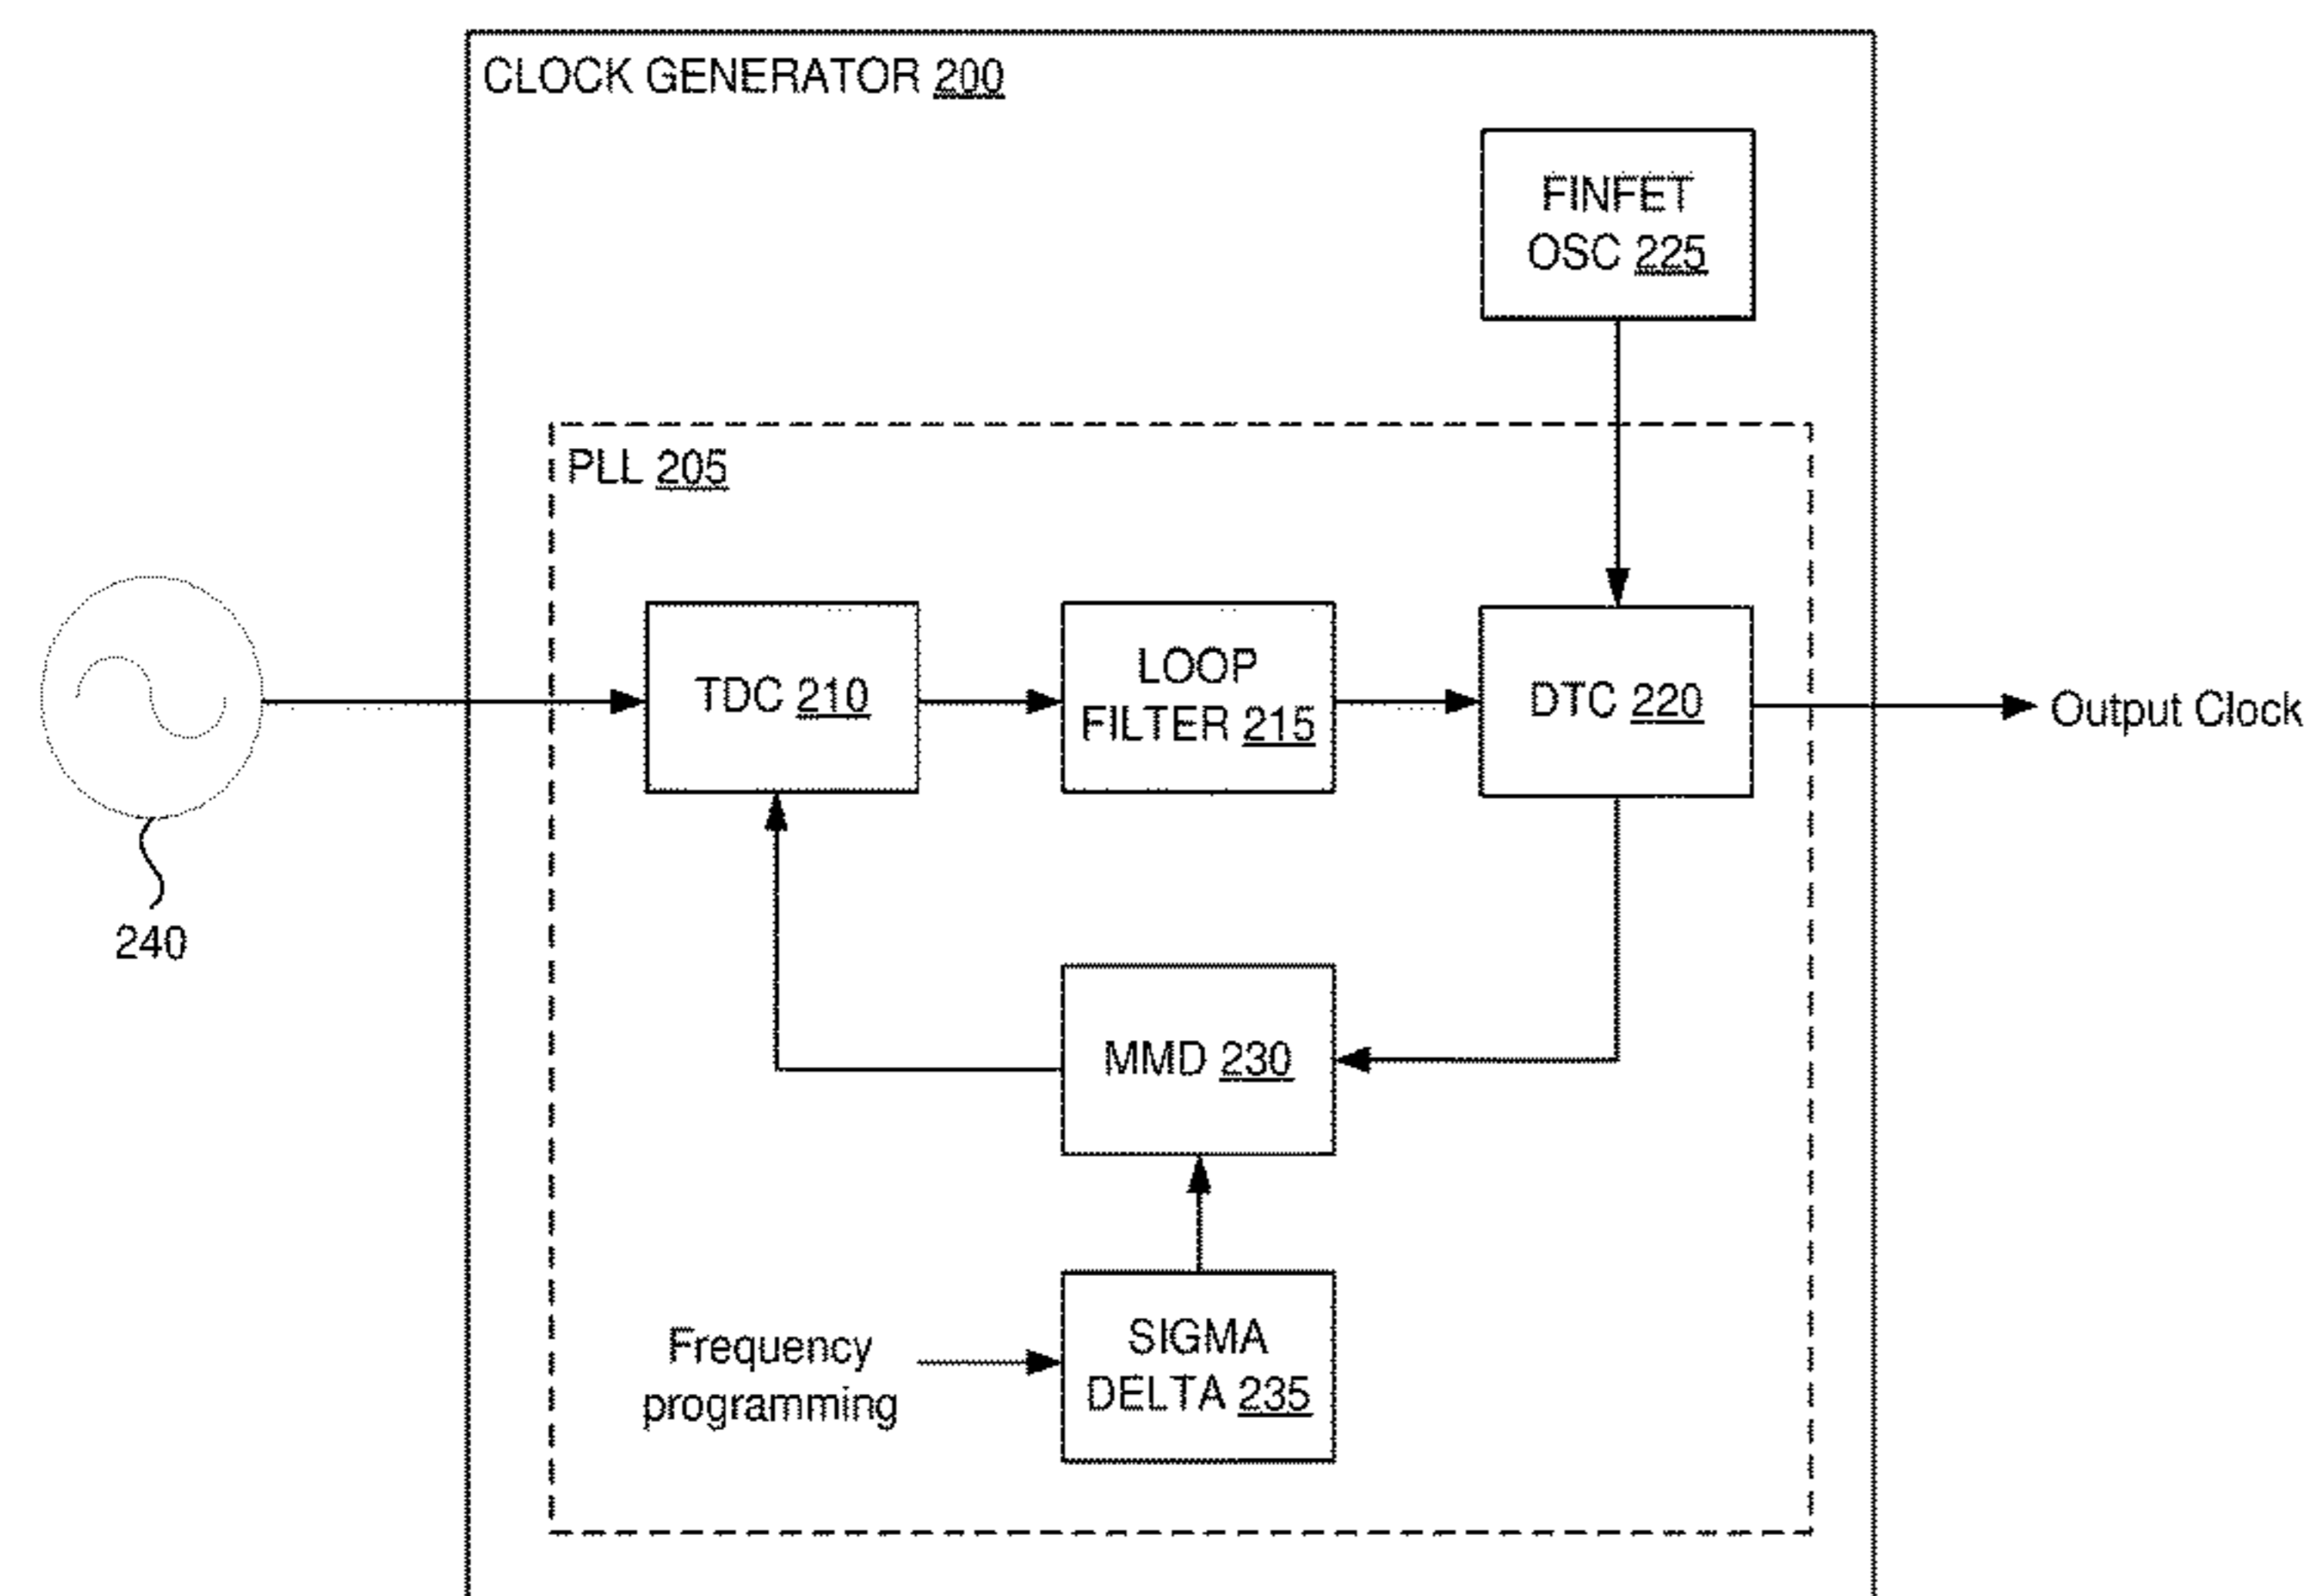 CLOCK GENERATOR 200
FINFET
OSC 225
PLL 205
TDC 210
LOOP
FILTER 215
DTC 220
Output Clock
240
MMD 230
Frequency
programming
SIGMA
DELTA 235